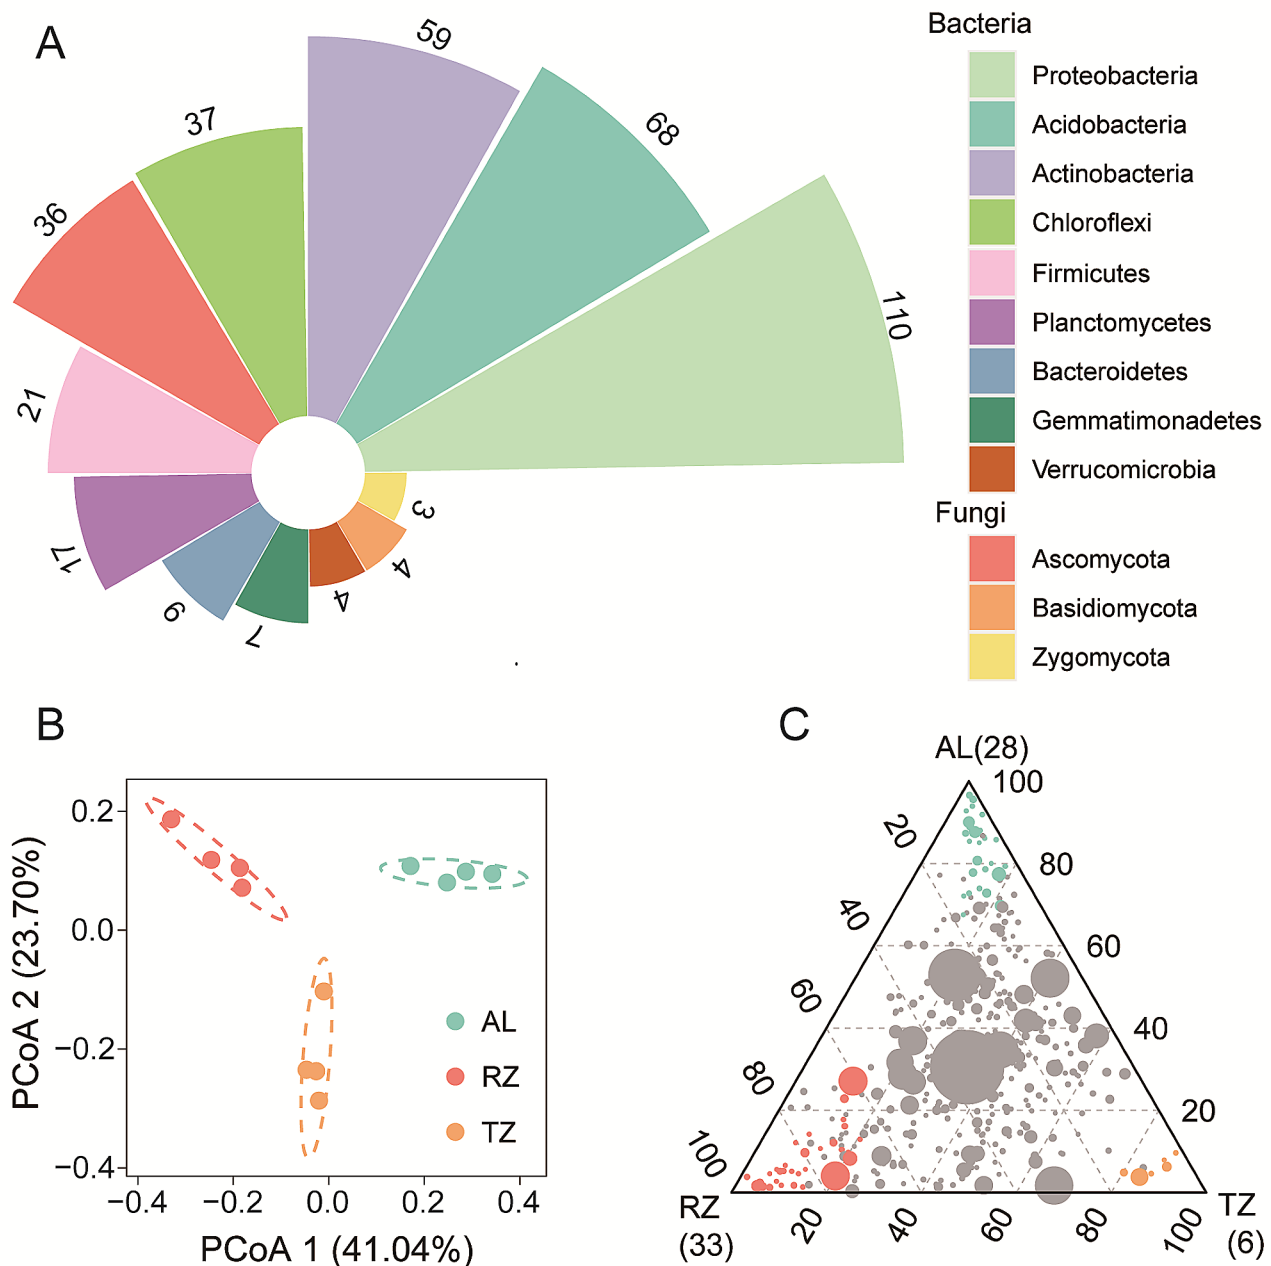 A
59
68
110
37
36
21
17
9
7
4
4
3
Bacteria
Proteobacteria
Acidobacteria
Actinobacteria
Chloroflexi
Firmicutes
Planctomycetes
Bacteroidetes
Gemmatimonadetes
Verrucomicrobia
Fungi
Ascomycota
Basidiomycota
Zygomycota
B
PCoA 2 (23.70%)
0.2
0.0
−0.2
−0.4
−0.4
−0.2
0.0
0.2
0.4
PCoA 1 (41.04%)
AL
RZ
TZ
C
AL(28)
100
80
60
40
20
20
40
60
80
100
RZ
(33)
20
40
60
80
100
TZ
(6)